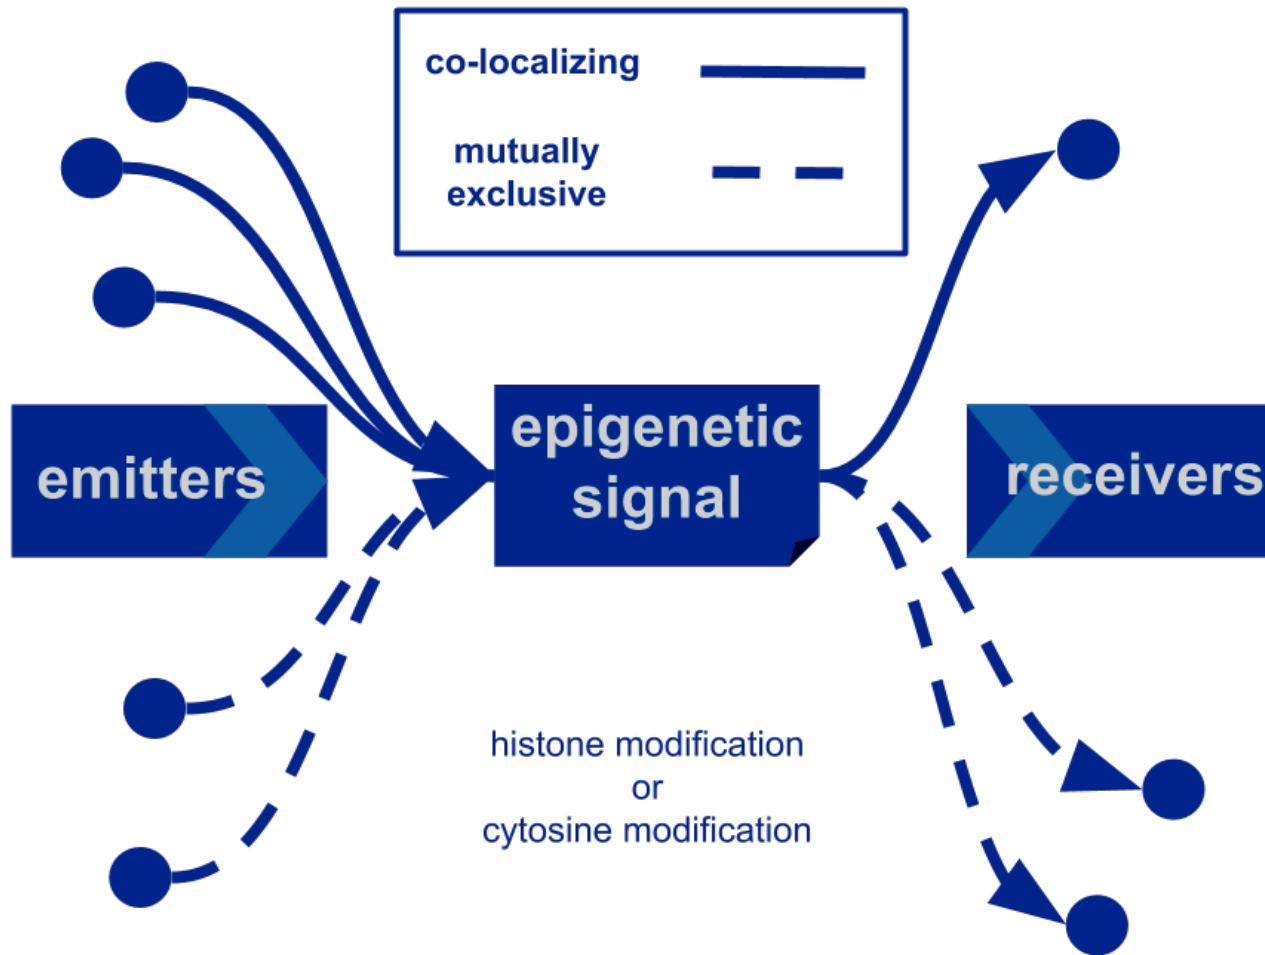 co-localizing
mutually
exclusive
emitters
epigenetic
signal
receivers
histone modification
or
cytosine modification